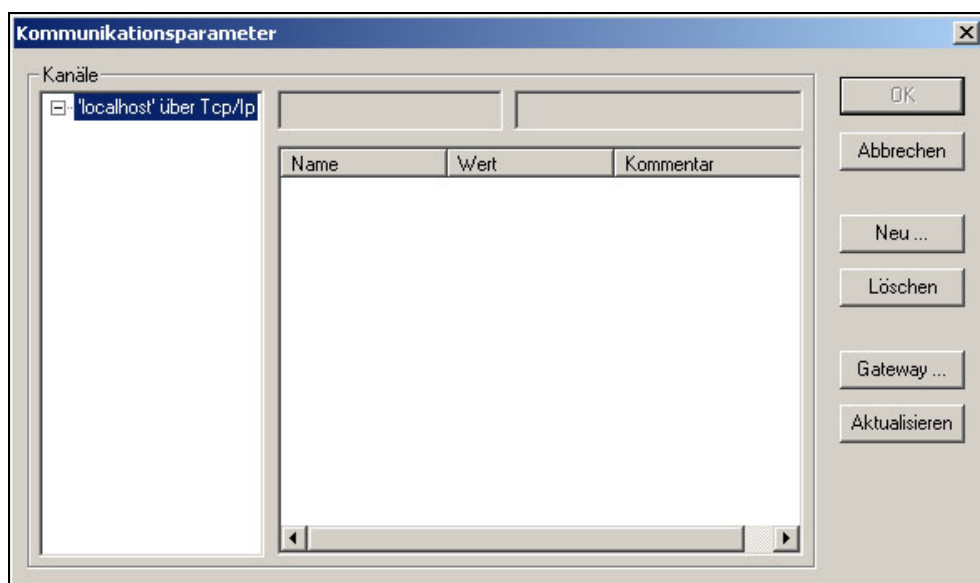 Kommunikationsparameter
Kanäle
'localhost' über Tcp/Ip
Name Wert Kommentar
OK
Abbrechen
Neu ...
Löschen
Gateway ...
Aktualisieren